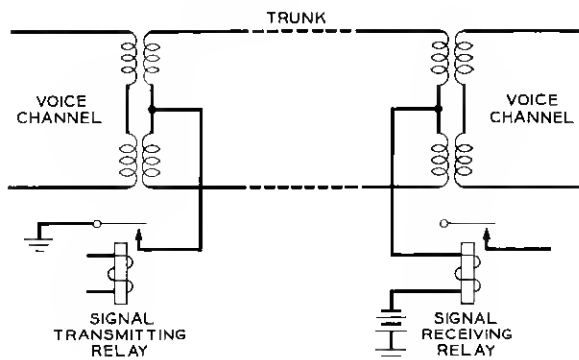 TRUNK
VOICE
CHANNEL
VOICE
CHANNEL
SIGNAL
TRANSMITTING
RELAY
SIGNAL
RECEIVING
RELAY